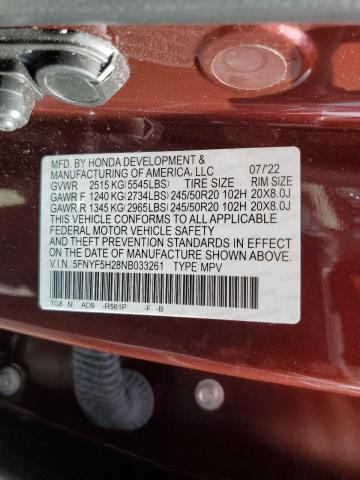 MFD. BY HONDA DEVELOPMENT &
MANUFACTURING OF AMERICA, LLC 07/'22
GVWR 2515 KG(5545LBS) TIRE SIZE RIM SIZE
GAWR F 1240 KG(2734LBS) 245/50R20 102H 20X8.0J
GAWR R 1345 KG(2965LBS) 245/50R20 102H 20X8.0J
THIS VEHICLE CONFORMS TO ALL APPLICABLE
FEDERAL MOTOR VEHICLE SAFETY
AND THEFT PREVENTION STANDARDS IN EFFECT
ON THE DATE OF MANUFACTURE SHOWN ABOVE.
V.I.N. 5FNYF5H28NB033261 TYPE MPV
TG8 N AD9 -R561P -F -B